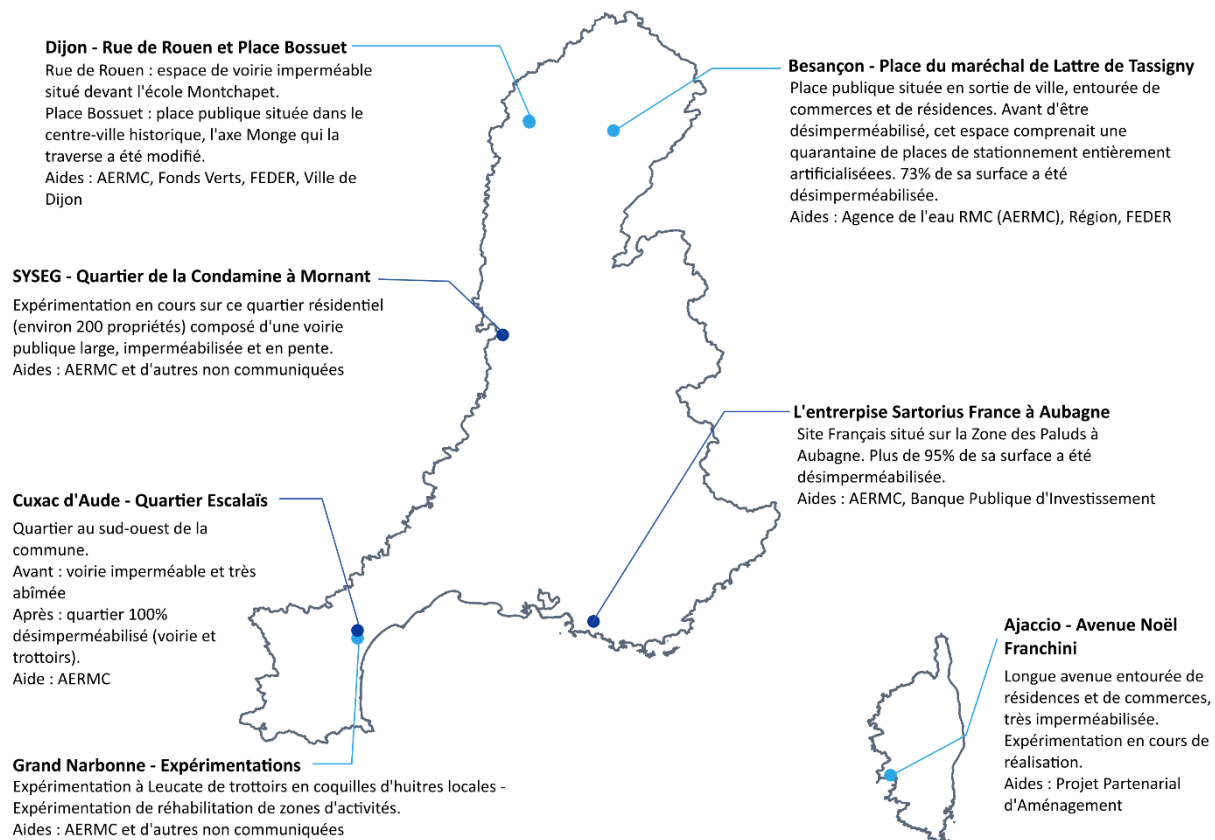 Dijon - Rue de Rouen et Place Bossuet
Rue de Rouen : espace de voirie imperméable
situé devant l'école Montchapet.
Place Bossuet : place publique située dans le
centre-ville historique, l'axe Monge qui la
traverse a été modifié.
Aides : AERMC, Fonds Verts, FEDER, Ville de
Dijon
Besançon - Place du maréchal de Lattre de Tassigny
Place publique située en sortie de ville, entourée de
commerces et de résidences. Avant d'être
désimperméabilisé, cet espace comprenait une
quarantaine de places de stationnement entièrement
artificialiséees. 73% de sa surface a été
désimperméabilisée.
Aides : Agence de l'eau RMC (AERMC), Région, FEDER
SYSEG - Quartier de la Condamine à Mornant
Expérimentation en cours sur ce quartier résidentiel
(environ 200 propriétés) composé d'une voirie
publique large, imperméabilisée et en pente.
Aides : AERMC et d'autres non communiquées
L'entrerpise Sartorius France à Aubagne
Site Français situé sur la Zone des Paluds à
Aubagne. Plus de 95% de sa surface a été
désimperméabilisée.
Aides : AERMC, Banque Publique d'Investissement
Cuxac d'Aude - Quartier Escalaïs
Quartier au sud-ouest de la
commune.
Avant : voirie imperméable et très
abîmée
Après : quartier 100%
désimperméabilisé (voirie et
trottoirs).
Aide : AERMC
Ajaccio - Avenue Noël
Franchini
Longue avenue entourée de
résidences et de commerces,
très imperméabilisée.
Expérimentation en cours de
réalisation.
Aides : Projet Partenarial
d'Aménagement
Grand Narbonne - Expérimentations
Expérimentation à Leucate de trottoirs en coquilles d'huitres locales -
Expérimentation de réhabilitation de zones d'activités.
Aides : AERMC et d'autres non communiquées